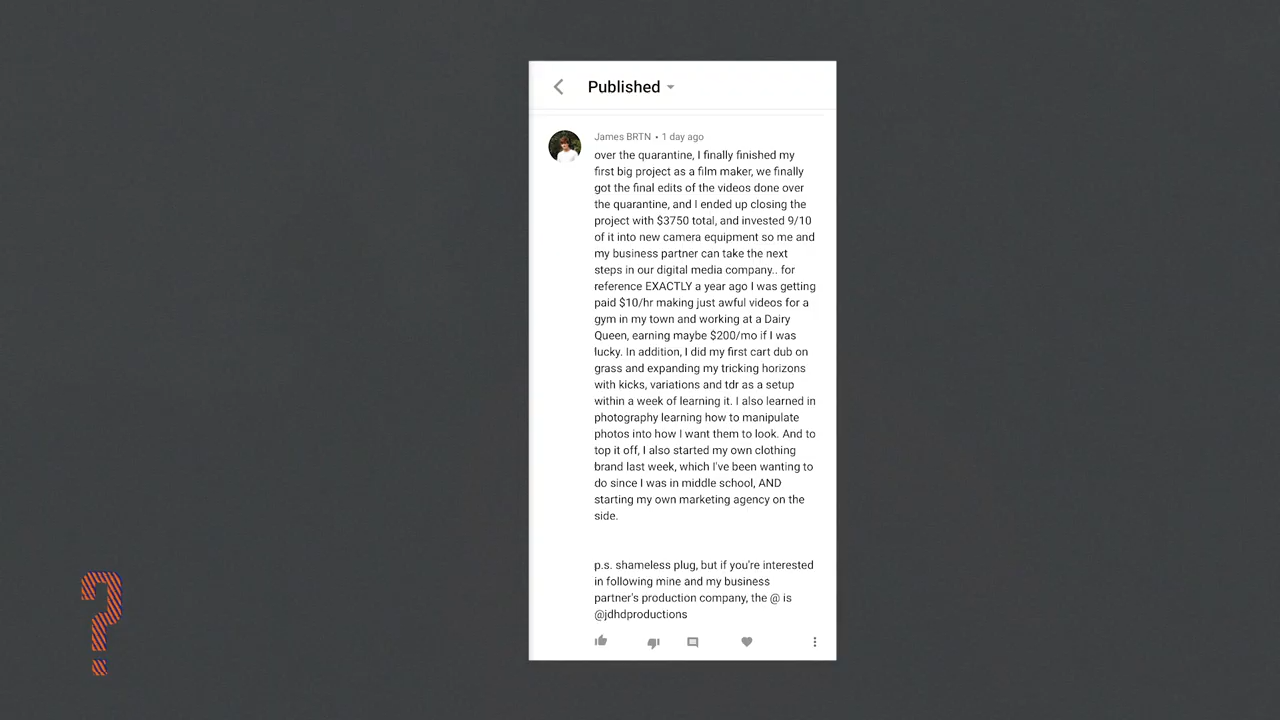 Published
James BRTN • 1 day ago
over the quarantine, I finally finished my
first big project as a film maker, we finally
got the final edits of the videos done over
the quarantine, and I ended up closing the
project with $3750 total, and invested 9/10
of it into new camera equipment so me and
my business partner can take the next
steps in our digital media company.. for
reference EXACTLY a year ago I was getting
paid $10/hr making just awful videos for a
gym in my town and working at a Dairy
Queen, earning maybe $200/mo if I was
lucky. In addition, I did my first cart dub on
grass and expanding my tricking horizons
with kicks, variations and tdr as a setup
within a week of learning it. I also learned in
photography learning how to manipulate
photos into how I want them to look. And to
top it off, I also started my own clothing
brand last week, which I've been wanting to
do since I was in middle school, AND
starting my own marketing agency on the
side.
p.s. shameless plug, but if you're interested
in following mine and my business
partner's production company, the @ is
@jdhdproductions
?